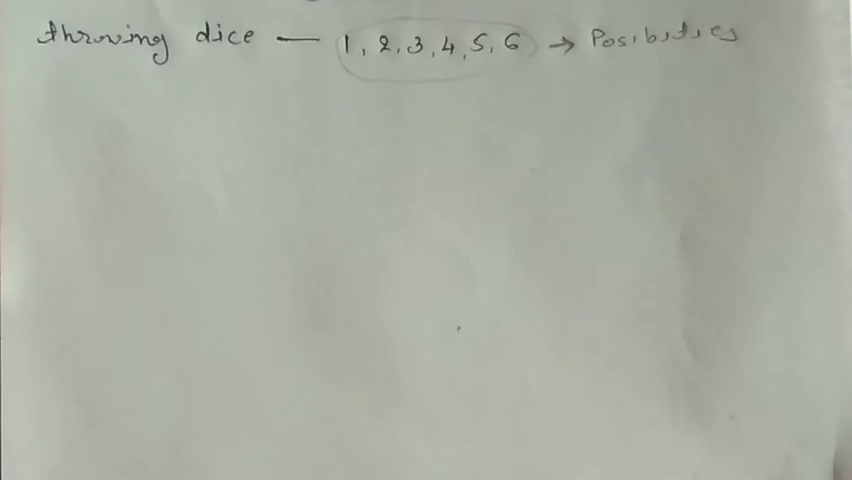 throwing dice — 1, 2, 3, 4, 5, 6 → Posibities